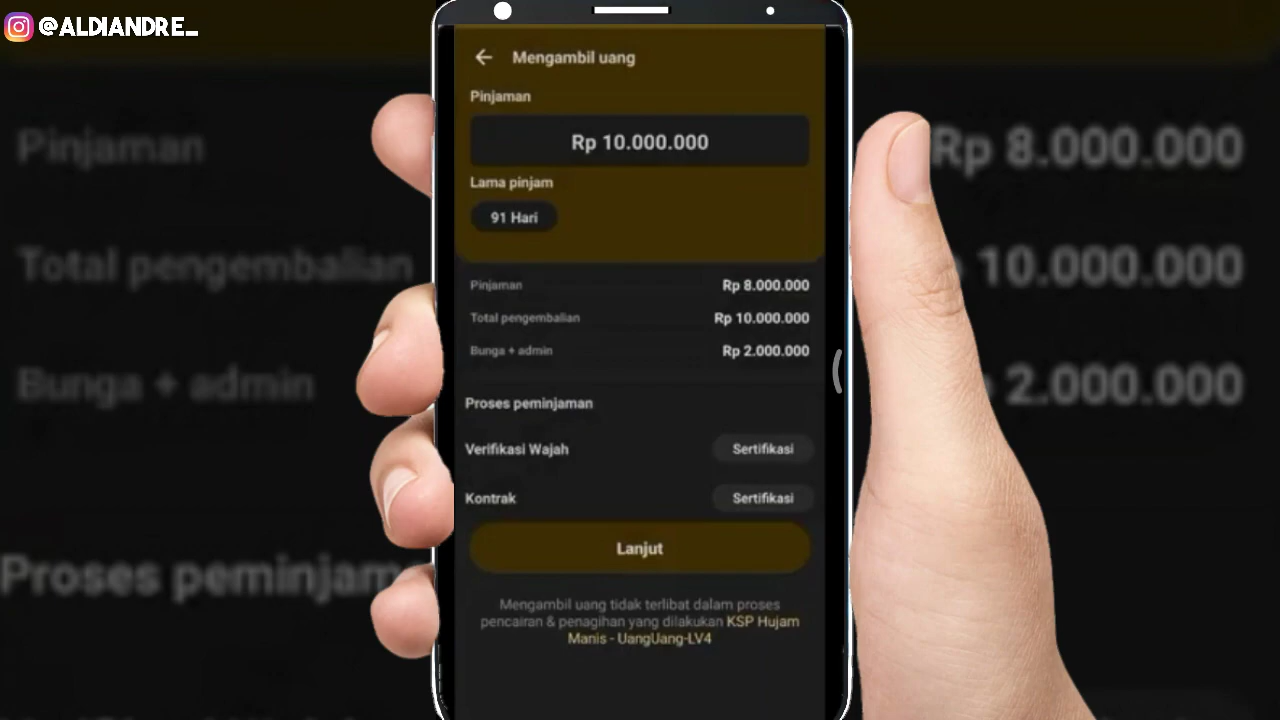 @ALDIANDRE_
Mengambil uang
Pinjaman
Rp 10.000.000
Lama pinjam
91 Hari
Pinjaman Rp 8.000.000
Total pengembalian Rp 10.000.000
Bunga + admin Rp 2.000.000
Proses peminjaman
Verifikasi Wajah Sertifikasi
Kontrak Sertifikasi
Lanjut
Mengambil uang tidak terlibat dalam proses
pencairan & penagihan yang dilakukan KSP Hujam
Manis - UangUang-LV4
Pinjaman Rp 8.000.000
Total pengembalian 10.000.000
Bunga + admin 2.000.000
Proses peminjam